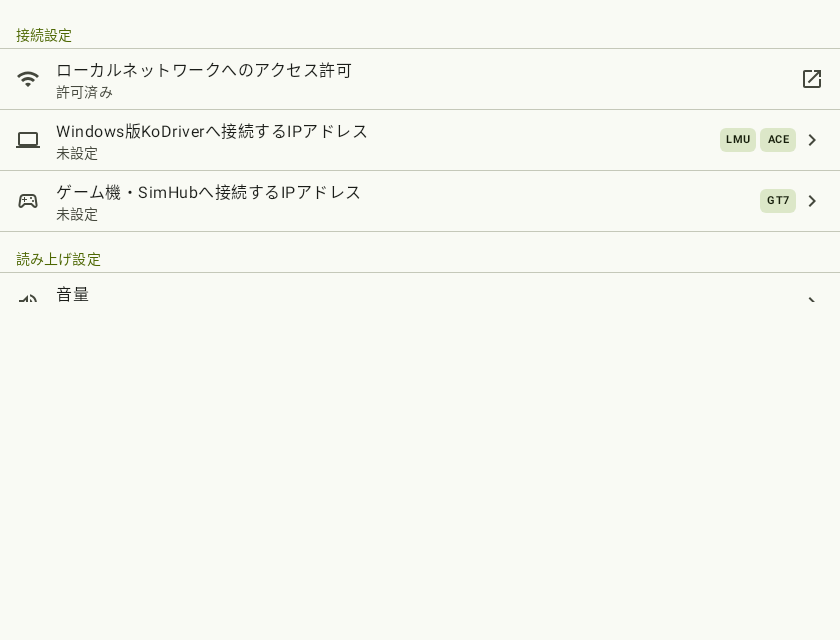 接続設定
ローカルネットワークへのアクセス許可
許可済み
Windows版KoDriverへ接続するIPアドレス
未設定
LMU ACE
ゲーム機・SimHubへ接続するIPアドレス
未設定
GT7
読み上げ設定
音量